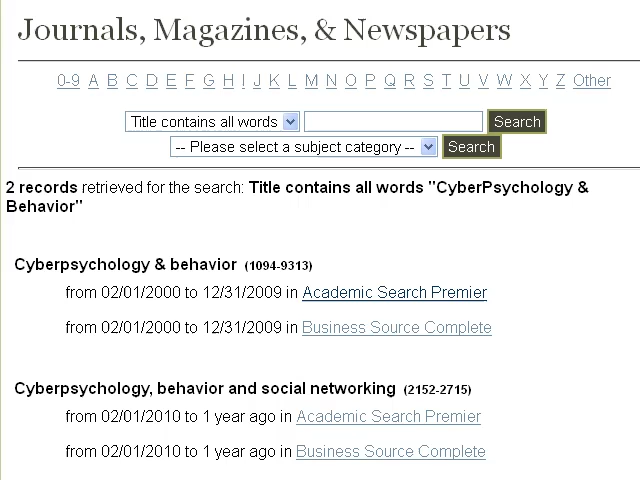 Journals, Magazines, & Newspapers
0-9 A B C D E F G H I J K L M N O P Q R S T U V W X Y Z Other
Title contains all words Search
-- Please select a subject category -- Search
2 records retrieved for the search: Title contains all words "CyberPsychology &
Behavior"
Cyberpsychology & behavior (1094-9313)
from 02/01/2000 to 12/31/2009 in Academic Search Premier
from 02/01/2000 to 12/31/2009 in Business Source Complete
Cyberpsychology, behavior and social networking (2152-2715)
from 02/01/2010 to 1 year ago in Academic Search Premier
from 02/01/2010 to 1 year ago in Business Source Complete